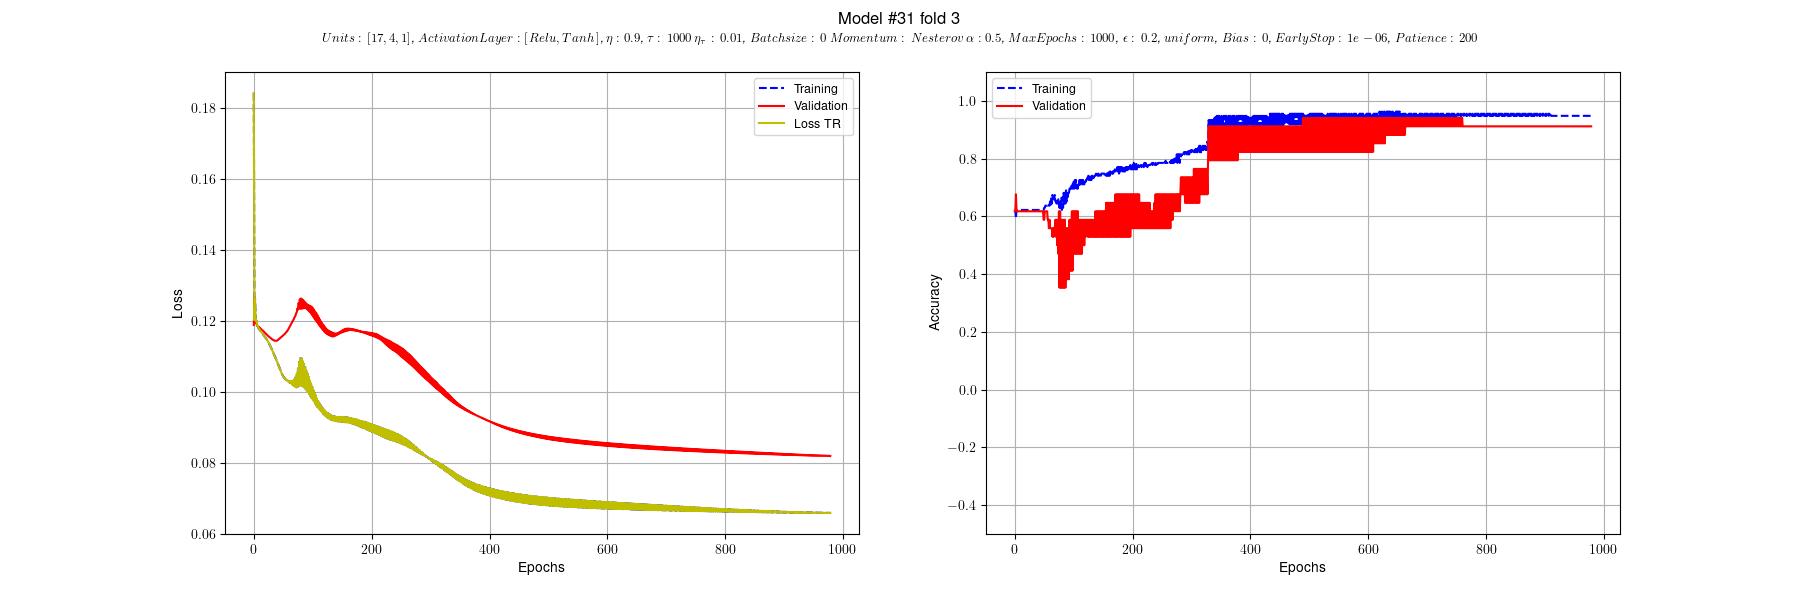 Model #31 fold 3
Units : [17, 4, 1], ActivationLayer : [Relu, Tanh], η : 0.9, τ : 1000 η_τ : 0.01, Batchsize : 0 Momentum : Nesterov α : 0.5, MaxEpochs : 1000, ϵ : 0.2, uniform, Bias : 0, EarlyStop : 1e − 06, Patience : 200
Training
Validation
Loss TR
0.18
0.16
0.14
0.12
0.10
0.08
0.06
Loss
0 200 400 600 800 1000
Epochs
Training
Validation
1.0
0.8
0.6
0.4
0.2
0.0
−0.2
−0.4
Accuracy
0 200 400 600 800 1000
Epochs